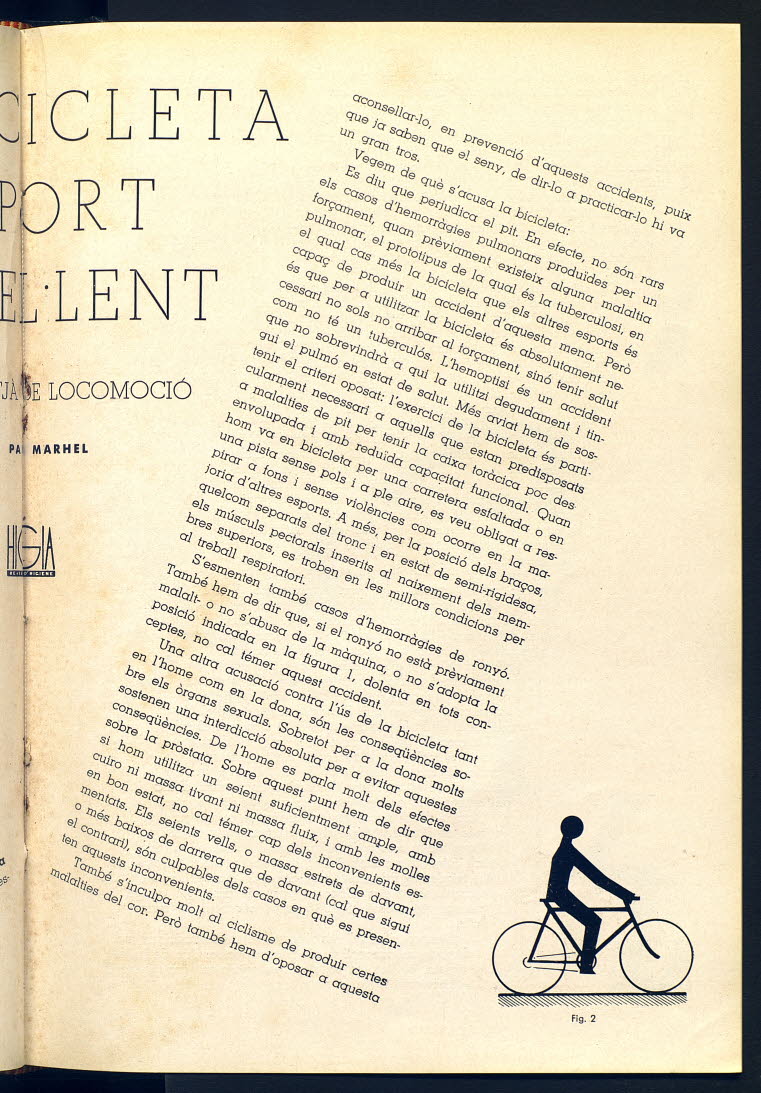 CICLETA
PORT
EL·LENT
TJÀ DE LOCOMOCIÓ
MARHEL
HIGIA
aconsellar-lo, en prevenció d'aquests accidents, puix
que ja saben que el seny, de dir-lo a practicar-lo hi va
un gran tros.
Vegem de què s'acusa la bicicleta:
Es diu que perjudica el pit. En efecte, no són rars
els casos d'hemorràgies pulmonars produïdes per un
forçament, quan prèviament existeix alguna malaltia
pulmonar, el prototipus de la qual és la tuberculosi, en
el qual cas més la bicicleta que els altres esports és
capaç de produir un accident d'aquesta mena. Però
és que per a utilitzar la bicicleta és absolutament ne-
cessari no sols no arribar al forçament, sinó tenir salut
com no té un tuberculós. L'hemoptisi és un accident
que no sobrevindrà a qui la utilitzi degudament i tin-
gui el pulmó en estat de salut. Més aviat hem de sos-
tenir el criteri oposat: l'exercici de la bicicleta és parti-
cularment necessari a aquells que estan predisposats
a malalties de pit per tenir la caixa toràcica poc des-
envolupada i amb reduïda capacitat funcional. Quan
hom va en bicicleta per una carretera esfaltada o en
una pista sense pols i a ple aire, es veu obligat a res-
pirar a fons i sense violències com ocorre en la ma-
joria d'altres esports. A més, per la posició dels braços,
quelcom separats del tronc i en estat de semi-rigidesa,
els músculs pectorals inserits al naixement dels mem-
bres superiors, es troben en les millors condicions per
al treball respiratori.
S'esmenten també casos d'hemorràgies de ronyó.
També hem de dir que, si el ronyó no està prèviament
malalt- o no s'abusa de la màquina, o no s'adopta la
posició indicada en la figura 1, dolenta en tots con-
ceptes, no cal témer aquest accident.
Una altra acusació contra l'ús de la bicicleta tant
en l'home com en la dona, són les conseqüències so-
bre els òrgans sexuals. Sobretot per a la dona molts
sostenen una interdicció absoluta per a evitar aquestes
conseqüències. De l'home es parla molt dels efectes
sobre la pròstata. Sobre aquest punt hem de dir que
si hom utilitza un seient suficientment ample, amb
cuiro ni massa tivant ni massa fluix, i amb les molles
en bon estat, no cal témer cap dels inconvenients es-
mentats. Els seients vells, o massa estrets de davant,
o més baixos de darrera que de davant (cal que sigui
el contrari), són culpables dels casos en què es presen-
ten aquests inconvenients.
També s'inculpa molt al ciclisme de produir certes
malalties del cor. Però també hem d'oposar a aquesta
Fig. 2